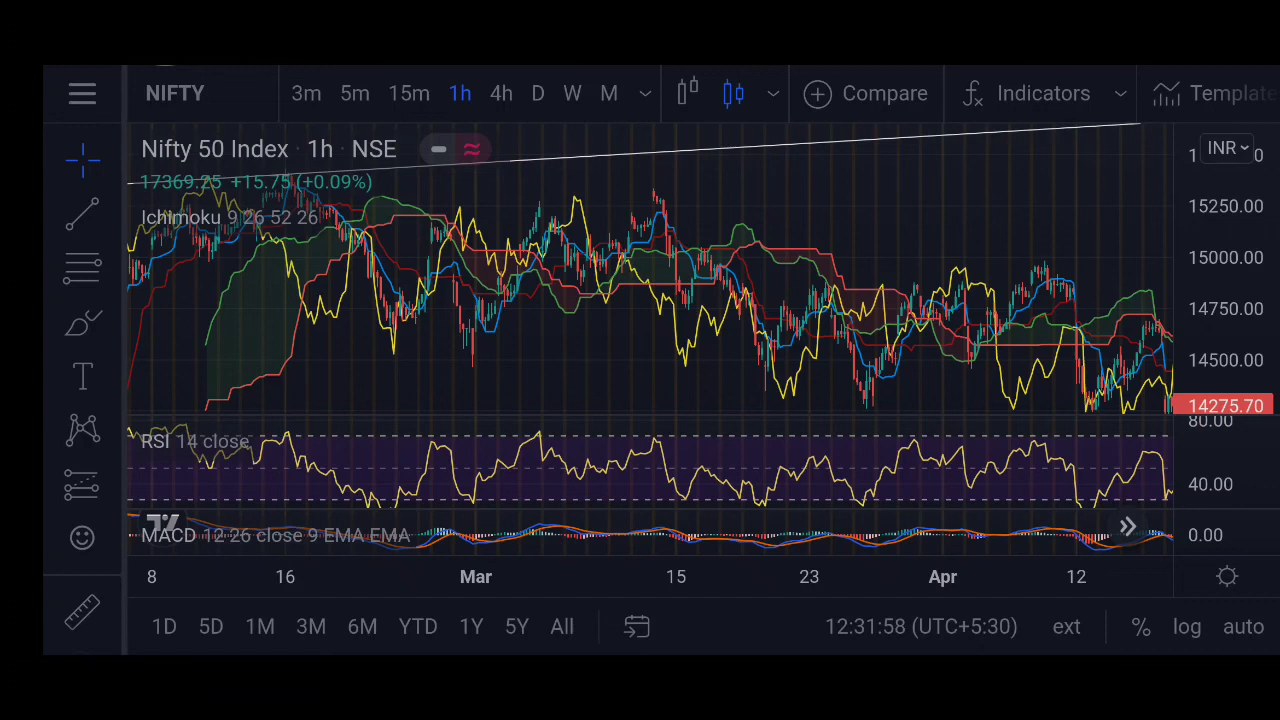 NIFTY 3m 5m 15m 1h 4h D W M Compare Indicators Template
Nifty 50 Index · 1h · NSE
INR
17369.25 +15.75 (+0.09%)
Ichimoku 9 26 52 26
15250.00
15000.00
14750.00
14500.00
14275.70
80.00
RSI 14 close
40.00
MACD 12 26 close 9 EMA EMA
0.00
8 16 Mar 15 23 Apr 12
1D 5D 1M 3M 6M YTD 1Y 5Y All 12:31:58 (UTC+5:30) ext % log auto